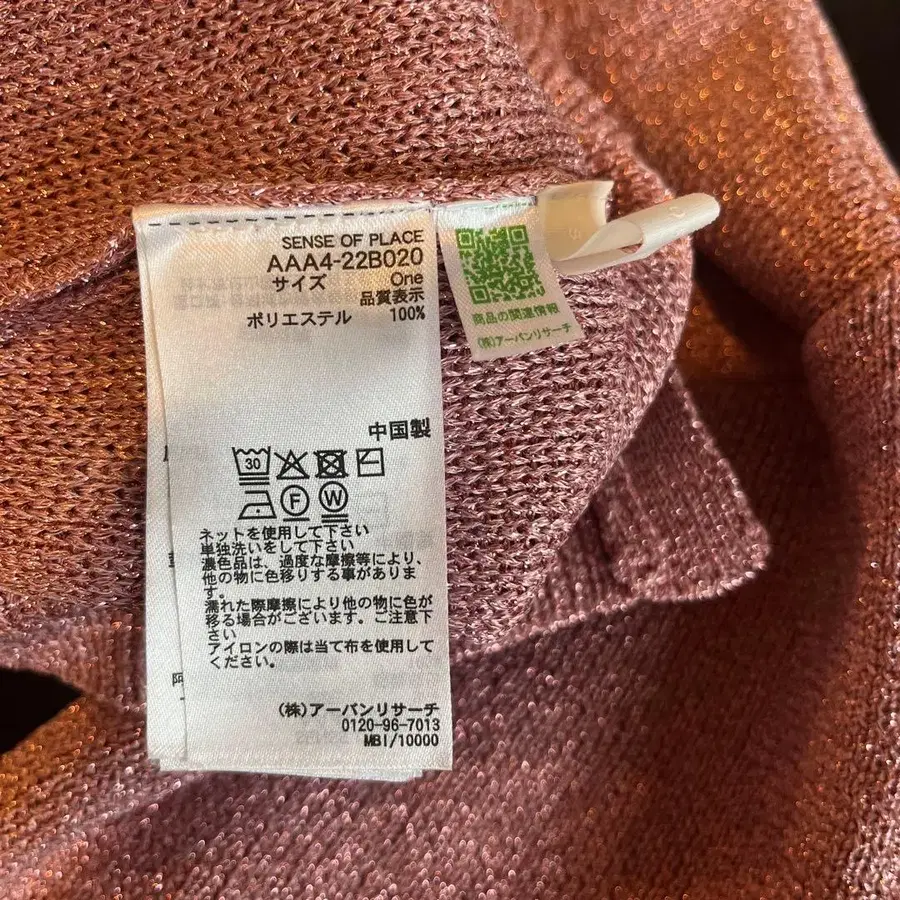 SENSE OF PLACE
AAA4-22B020
サイズ One
品質表示
ポリエステル 100%
中国製
30
F W
ネットを使用して下さい
単独洗いをして下さい
濃色品は、過度な摩擦等により、
他の物に色移りする事がありま
す。
濡れた際摩擦により他の物に色が
移る場合がございます。ご注意下
さい
アイロンの際は当て布を使用して
ください。
(株)アーバンリサーチ
0120-96-7013
MBI/10000
商品の関連情報
(株)アーバンリサーチ